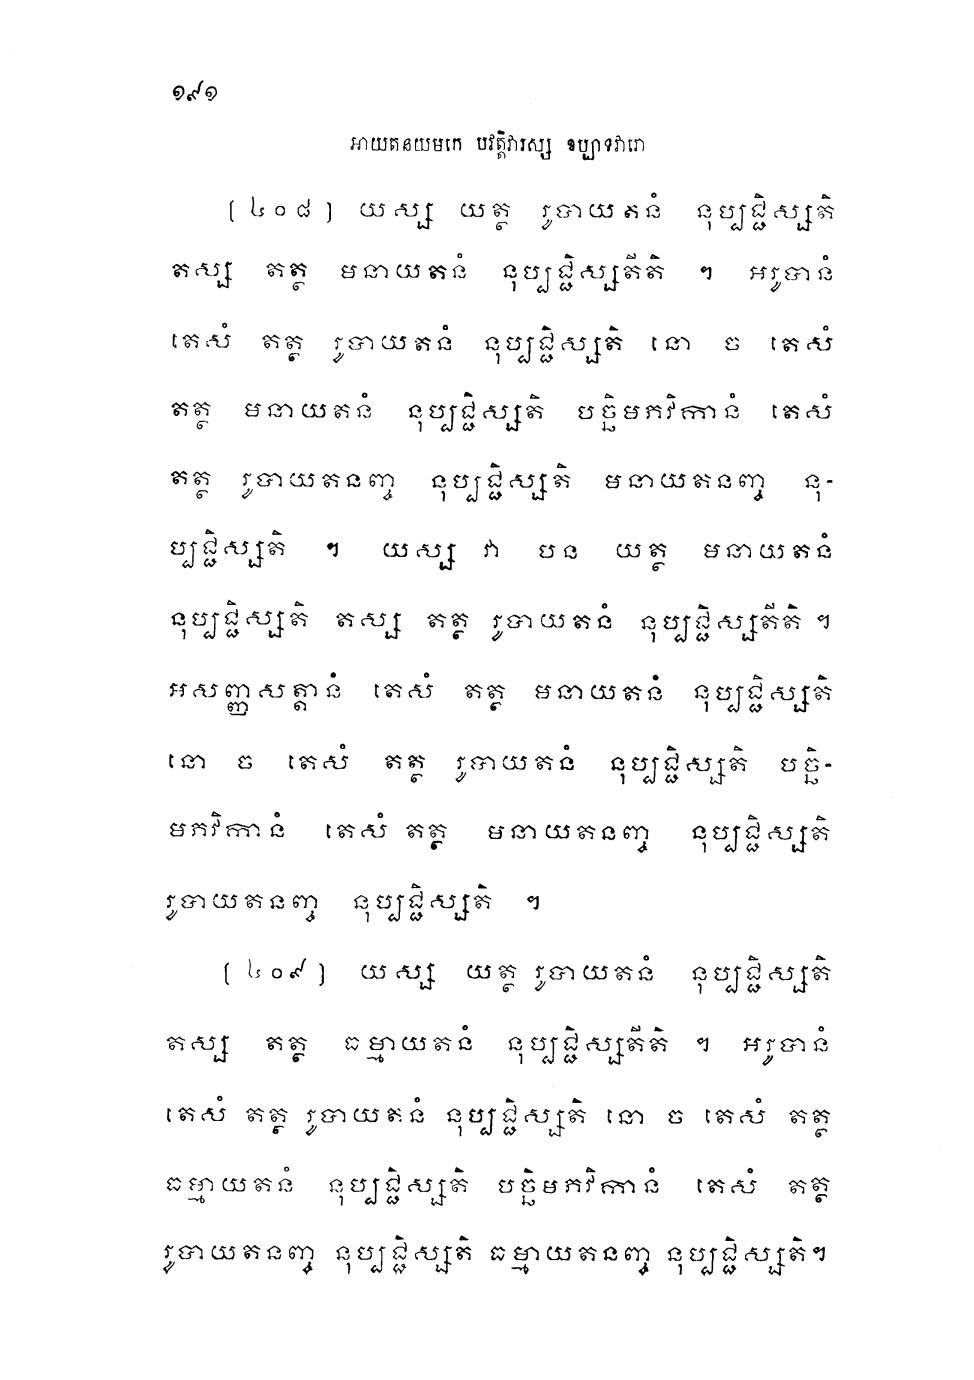 ១៩១
អាយតនយមកេ បវត្តិវារស្ស ឧប្បាទវារោ
[៤០៨] យស្ស យត្ថ រូបាយតនំ នុប្បជ្ជិស្សតិ
តស្ស តត្ថ មនាយតនំ នុប្បជ្ជិស្សតីតិ ។ អរូបានំ
តេសំ តត្ថ រូបាយតនំ នុប្បជ្ជិស្សតិ នោ ច តេសំ
តត្ថ មនាយតនំ នុប្បជ្ជិស្សតិ បច្ឆិមភវិកានំ តេសំ
តត្ថ រូបាយតនញ្ច នុប្បជ្ជិស្សតិ មនាយតនញ្ច នុ-
ប្បជ្ជិស្សតិ ។ យស្ស វា បន យត្ថ មនាយតនំ
នុប្បជ្ជិស្សតិ តស្ស តត្ថ រូបាយតនំ នុប្បជ្ជិស្សតីតិ ។
អសញ្ញសត្តានំ តេសំ តត្ថ មនាយតនំ នុប្បជ្ជិស្សតិ
នោ ច តេសំ តត្ថ រូបាយតនំ នុប្បជ្ជិស្សតិ បច្ឆិ-
មភវិកានំ តេសំ តត្ថ មនាយតនញ្ច នុប្បជ្ជិស្សតិ
រូបាយតនញ្ច នុប្បជ្ជិស្សតិ ។
[៤០៩] យស្ស យត្ថ រូបាយតនំ នុប្បជ្ជិស្សតិ
តស្ស តត្ថ ធម្មាយតនំ នុប្បជ្ជិស្សតីតិ ។ អរូបានំ
តេសំ តត្ថ រូបាយតនំ នុប្បជ្ជិស្សតិ នោ ច តេសំ តត្ថ
ធម្មាយតនំ នុប្បជ្ជិស្សតិ បច្ឆិមភវិកានំ តេសំ តត្ថ
រូបាយតនញ្ច នុប្បជ្ជិស្សតិ ធម្មាយតនញ្ច នុប្បជ្ជិស្សតិ។